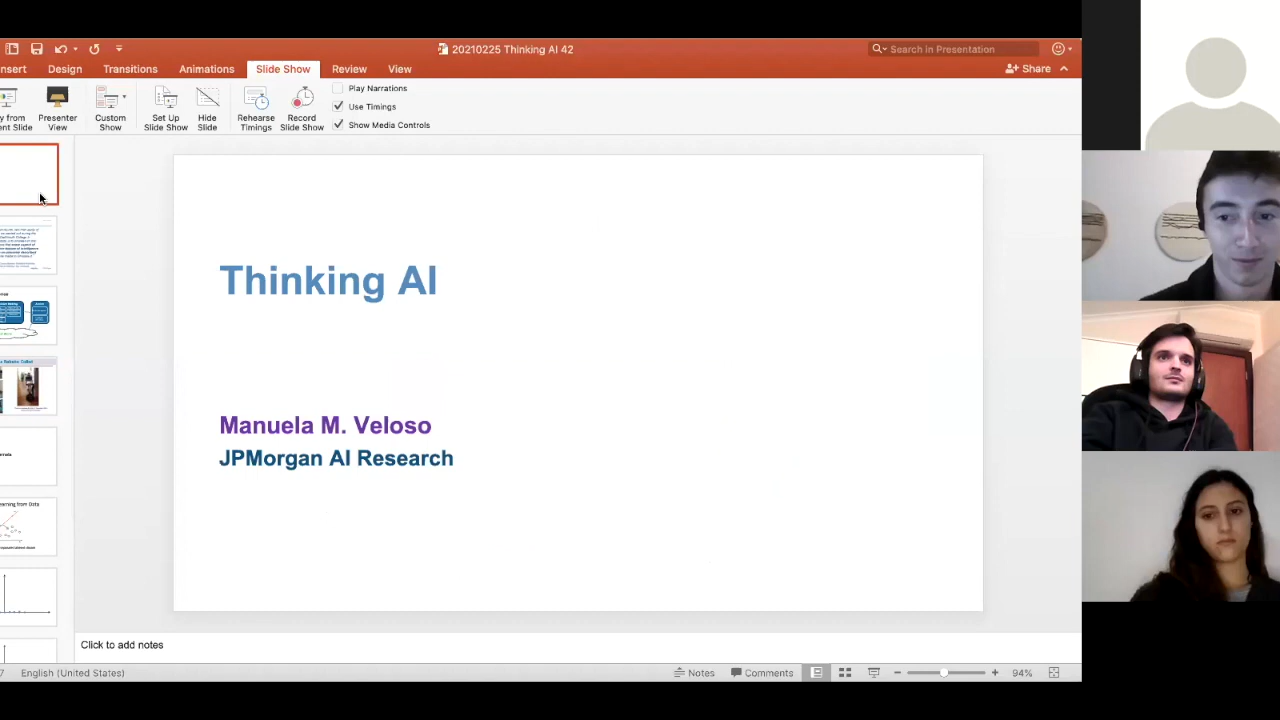 20210225 Thinking AI 42
Search in Presentation
Design
Transitions
Animations
Slide Show
Review
View
Share
Presenter
View
Custom
Show
Set Up
Slide Show
Hide
Slide
Rehearse
Timings
Record
Slide Show
Play Narrations
Use Timings
Show Media Controls
Thinking AI
Manuela M. Veloso
JPMorgan AI Research
Click to add notes
English (United States)
Notes
Comments
94%